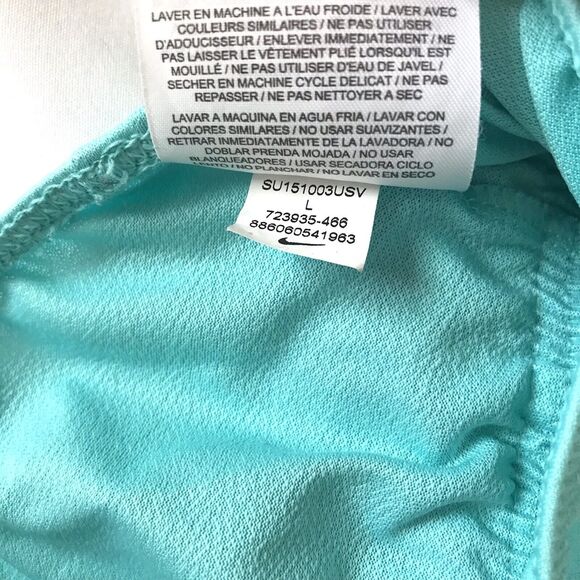 LAVER EN MACHINE A L'EAU FROIDE / LAVER AVEC
COULEURS SIMILAIRES / NE PAS UTILISER
D'ADOUCISSEUR / ENLEVER IMMEDIATEMENT / NE
PAS LAISSER LE VÊTEMENT PLIÉ LORSQU'IL EST
MOUILLÉ / NE PAS UTILISER D'EAU DE JAVEL /
SECHER EN MACHINE CYCLE DELICAT / NE PAS
REPASSER / NE PAS NETTOYER A SEC
LAVAR A MAQUINA EN AGUA FRIA / LAVAR CON
COLORES SIMILARES / NO USAR SUAVIZANTES /
RETIRAR IMMEDIATAMENTE DE LA LAVADORA / NO
DOBLAR PRENDA MOJADA / NO USAR
BLANQUEADORES / USAR SECADORA CICLO
LENTO / NO PLANCHAR / NO LAVAR EN SECO
SU151003USV
L
723935-466
886060541963